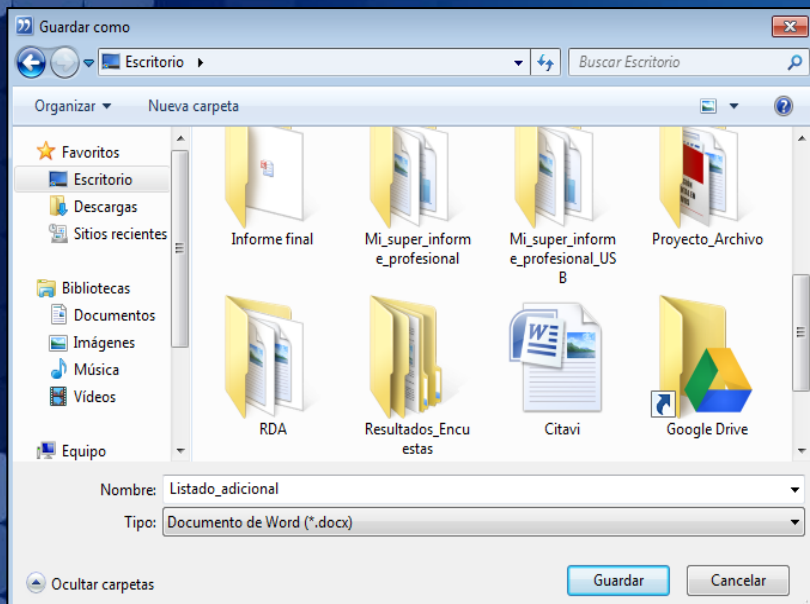 Guardar como
Escritorio
Buscar Escritorio
Organizar
Nueva carpeta
Favoritos
Escritorio
Descargas
Sitios recientes
Bibliotecas
Documentos
Imágenes
Música
Vídeos
Equipo
Informe final
Mi_super_inform
e_profesional
Mi_super_inform
e_profesional_US
B
Proyecto_Archivo
RDA
Resultados_Encu
estas
Citavi
Google Drive
Nombre: Listado_adicional
Tipo: Documento de Word (*.docx)
Ocultar carpetas
Guardar
Cancelar